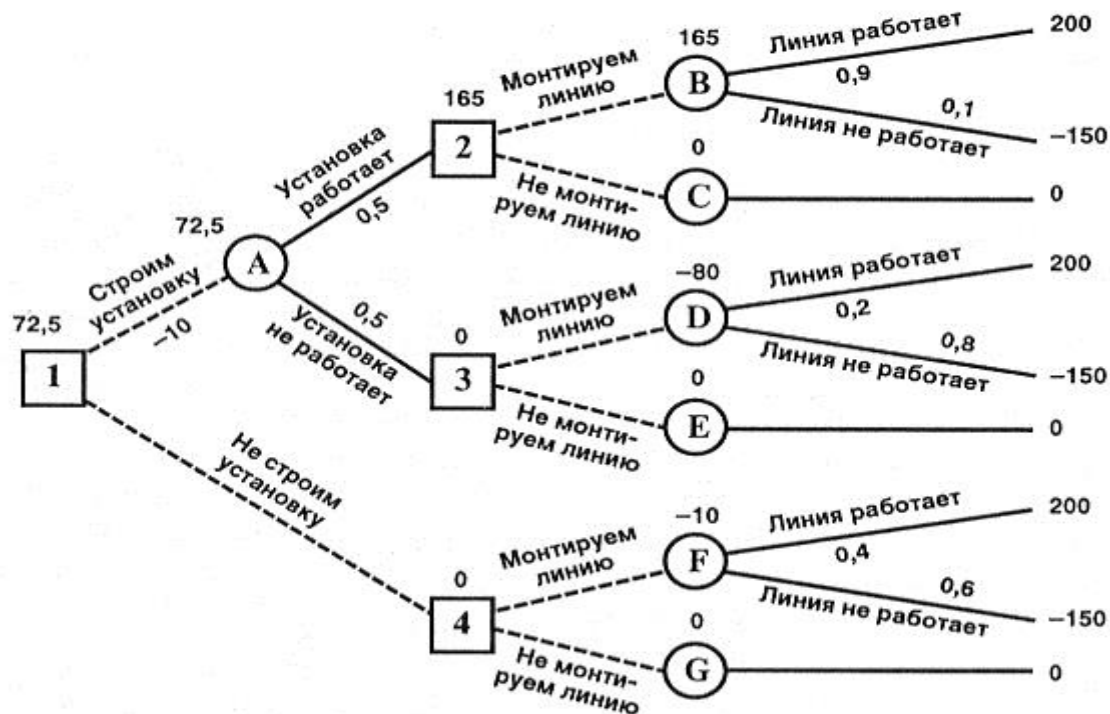 165
Линия работает
200
0,9
B
Монтируем
линию
0,1
Линия не работает
–150
165
2
0
Не монти-
руем линию
C
0
Установка
работает
0,5
72,5
A
Строим
установку
–10
72,5
1
0,5
Установка
не работает
–80
Линия работает
200
0,2
D
Монтируем
линию
0,8
Линия не работает
–150
0
3
0
Не монти-
руем линию
E
0
Не строим
установку
–10
Линия работает
200
0,4
F
Монтируем
линию
0,6
Линия не работает
–150
0
4
0
Не монти-
руем линию
G
0